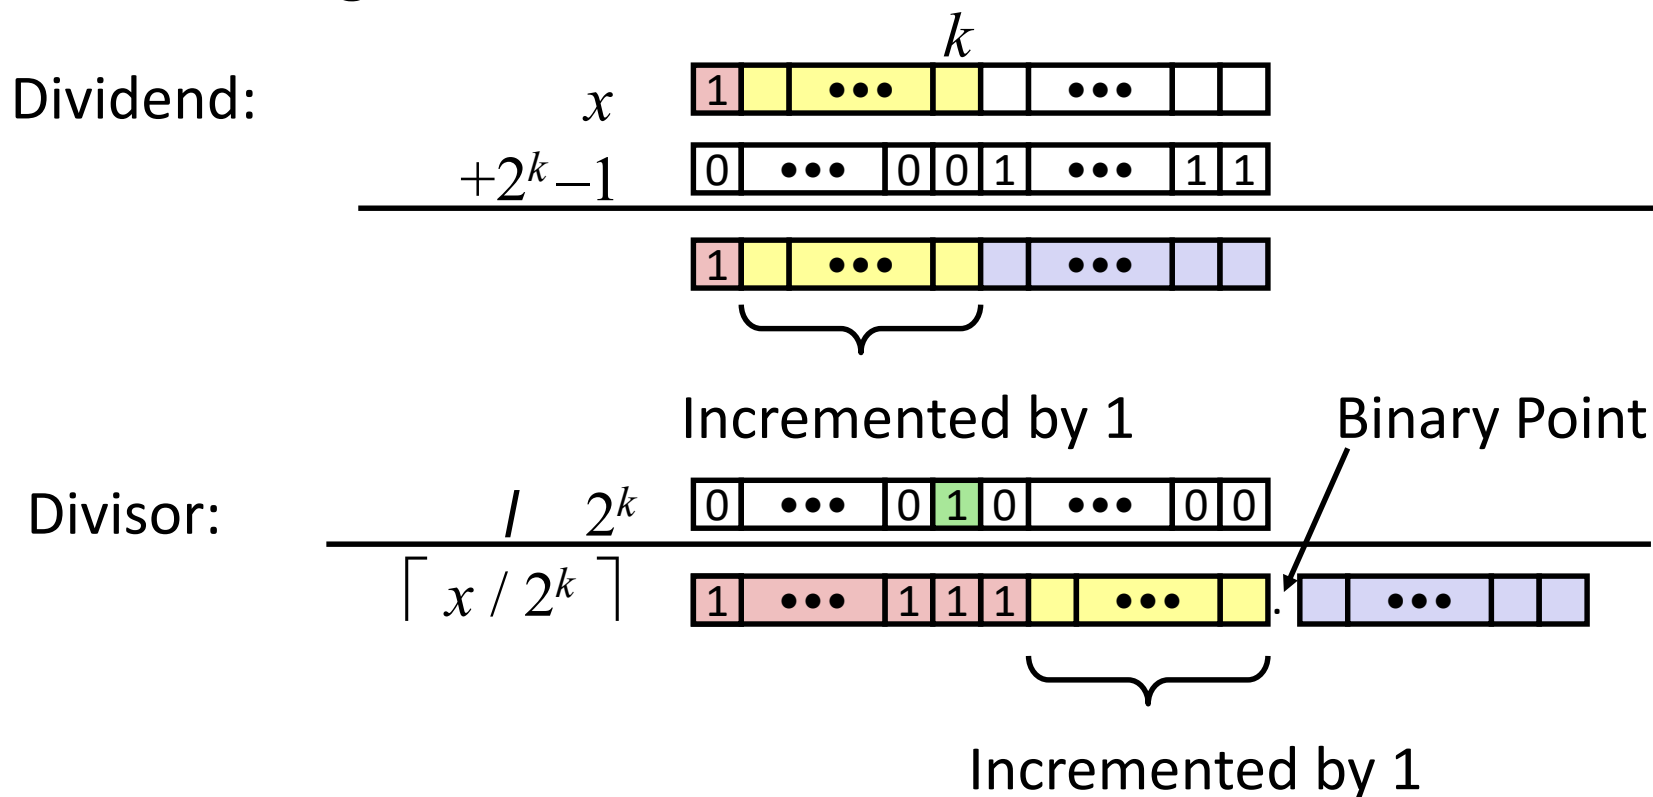 k
Dividend: x 1 ••• •••
+2^k –1 0 ••• 0 0 1 ••• 1 1
1 ••• •••
Incremented by 1 Binary Point
Divisor: / 2^k 0 ••• 0 1 0 ••• 0 0
⌈ x / 2^k ⌉ 1 ••• 1 1 1 ••• . •••
Incremented by 1